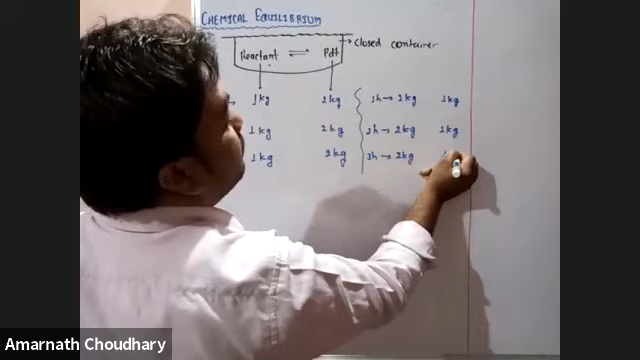 CHEMICAL EQUILIBRIUM
Reactant ⇌ Pdt → closed container
1kg 2kg 1h → 2kg 1kg
1kg 2kg 2h → 2kg 1kg
1kg 2kg 3h → 2kg
Amarnath Choudhary